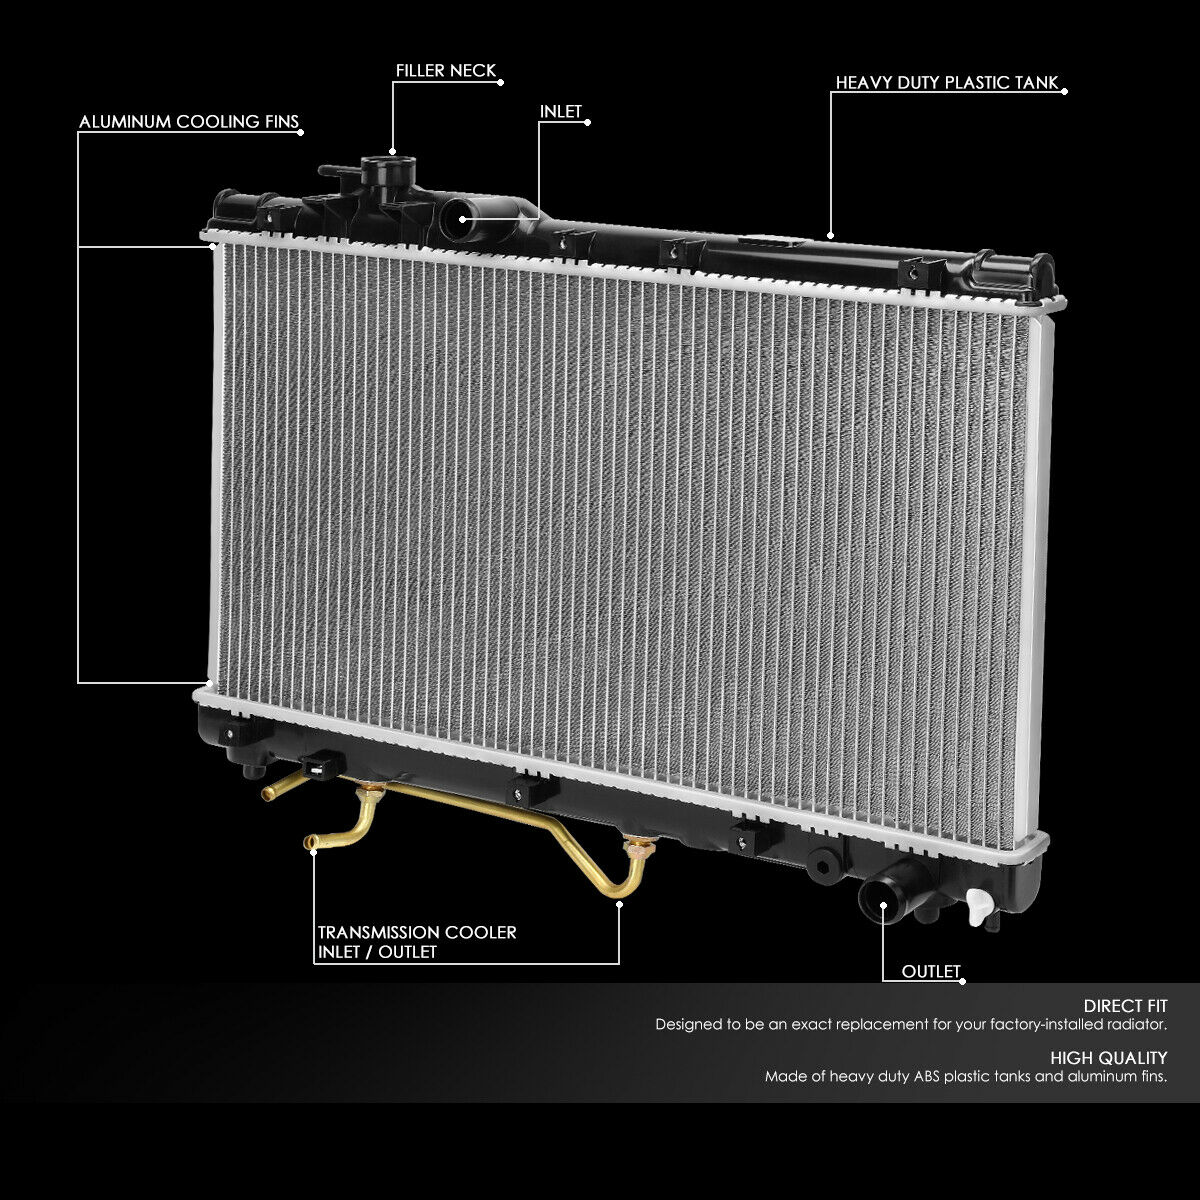 FILLER NECK
HEAVY DUTY PLASTIC TANK
INLET
ALUMINUM COOLING FINS
TRANSMISSION COOLER
INLET / OUTLET
OUTLET
DIRECT FIT
Designed to be an exact replacement for your factory-installed radiator.
HIGH QUALITY
Made of heavy duty ABS plastic tanks and aluminum fins.